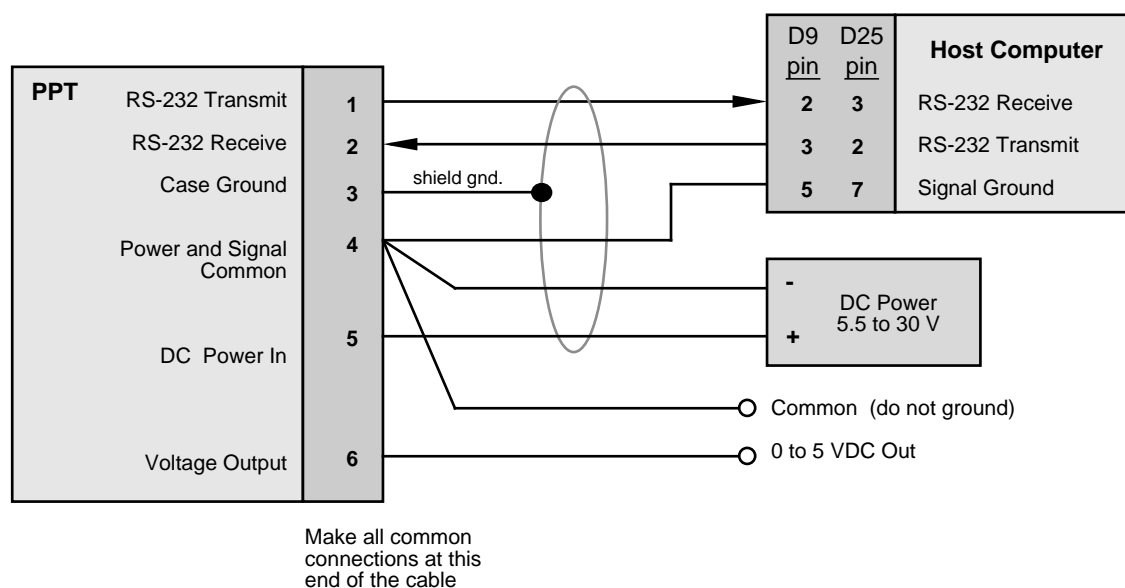 PPT
RS-232 Transmit
1
RS-232 Receive
2
Case Ground
3
shield gnd.
Power and Signal
Common
4
DC Power In
5
Voltage Output
6
Make all common
connections at this
end of the cable
D9 D25
pin pin
Host Computer
2 3 RS-232 Receive
3 2 RS-232 Transmit
5 7 Signal Ground
-
+
DC Power
5.5 to 30 V
Common (do not ground)
0 to 5 VDC Out